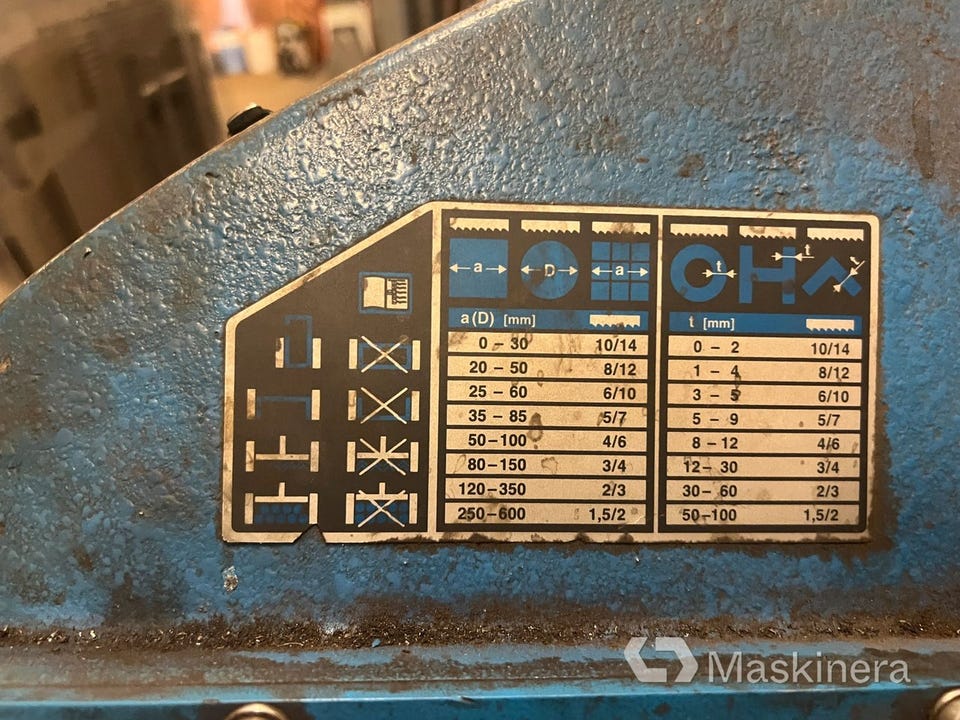 a D a
t t t
a (D) [mm]
0 – 30 10/14
20 – 50 8/12
25 – 60 6/10
35 – 85 5/7
50–100 4/6
80–150 3/4
120–350 2/3
250–600 1,5/2
t [mm]
0 – 2 10/14
1 – 4 8/12
3 – 5 6/10
5 – 9 5/7
8 – 12 4/6
12– 30 3/4
30– 60 2/3
50–100 1,5/2
Maskinera